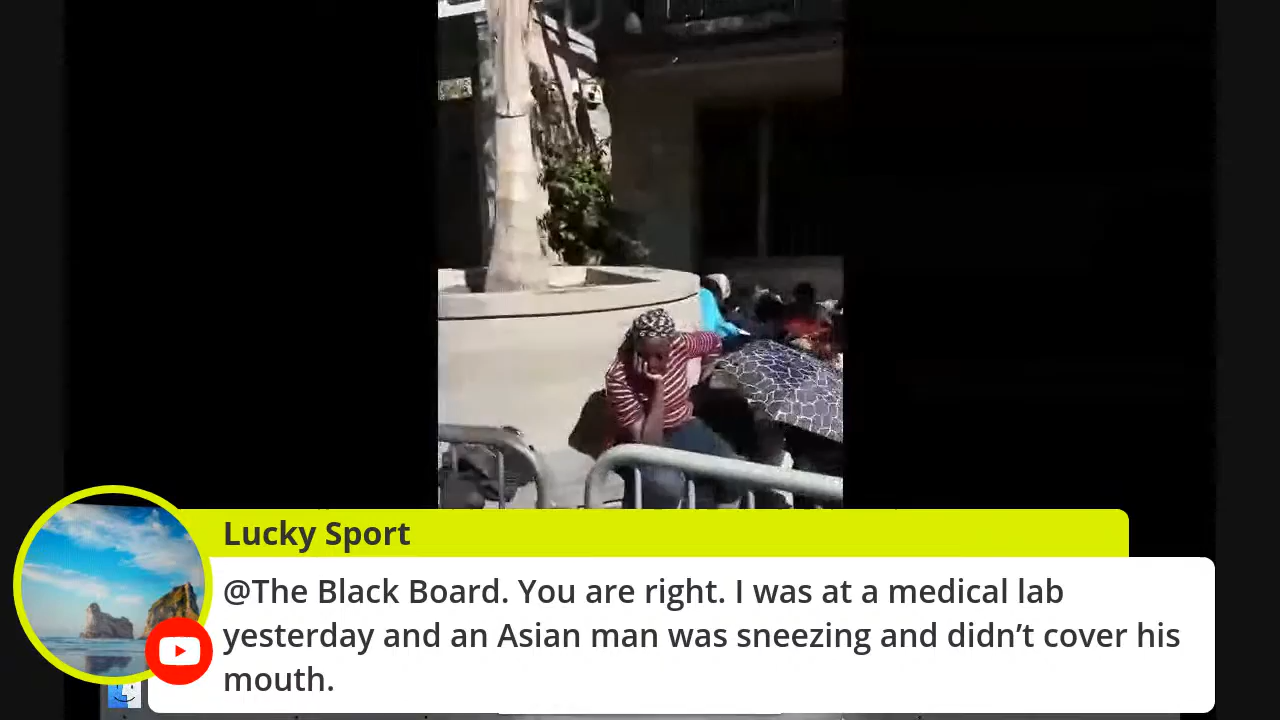 Lucky Sport
@The Black Board. You are right. I was at a medical lab
yesterday and an Asian man was sneezing and didn’t cover his
mouth.